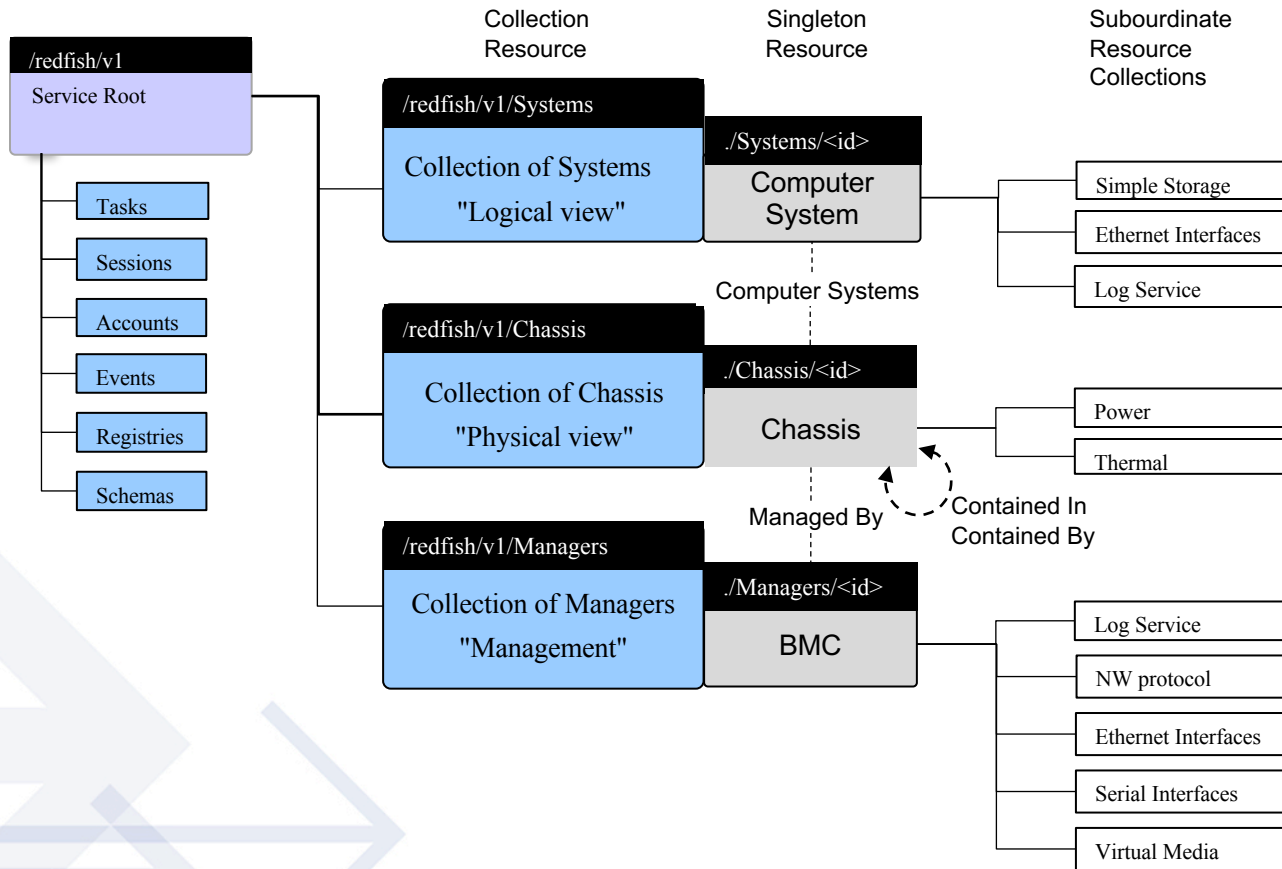 Collection
Resource
Singleton
Resource
Subourdinate
Resource
Collections
/redfish/v1
Service Root
Tasks
Sessions
Accounts
Events
Registries
Schemas
/redfish/v1/Systems
Collection of Systems
"Logical view"
./Systems/<id>
Computer
System
Simple Storage
Ethernet Interfaces
Log Service
Computer Systems
/redfish/v1/Chassis
Collection of Chassis
"Physical view"
./Chassis/<id>
Chassis
Power
Thermal
Contained In
Contained By
Managed By
/redfish/v1/Managers
Collection of Managers
"Management"
./Managers/<id>
BMC
Log Service
NW protocol
Ethernet Interfaces
Serial Interfaces
Virtual Media